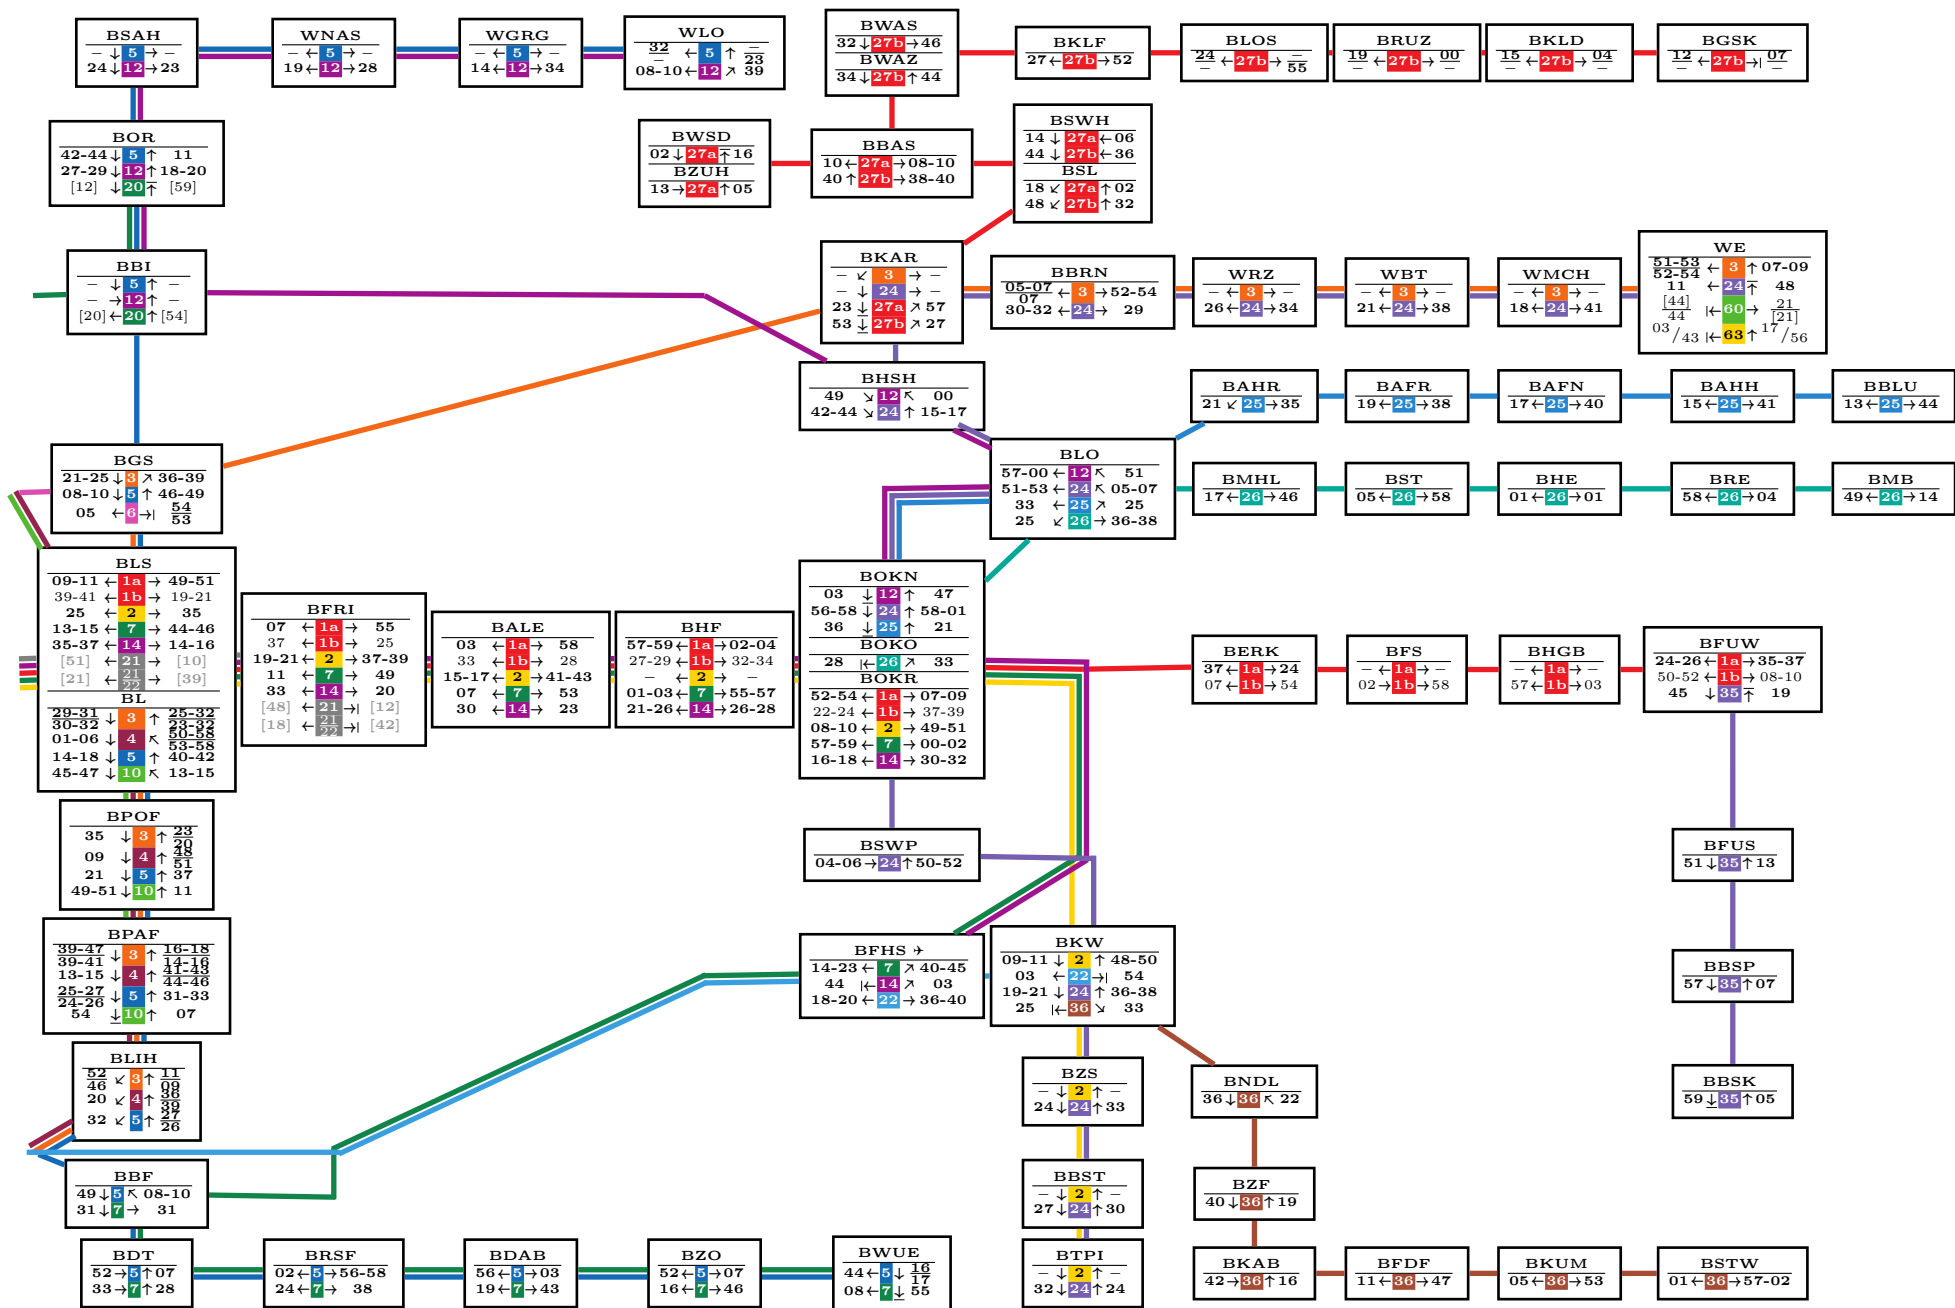 BSAH
– ↓ 5 → –
24 ↓ 12 → 23
WNAS
– ← 5 → –
19 ← 12 → 28
WGRG
– ← 5 → –
14 ← 12 → 34
WLO
32/– ← 5 ↑ –/23
08-10 ← 12 ↗ 39
BWAS
32 ↓ 27b → 46
BWAZ
34 ↓ 27b ↑ 44
BKLF
27 ← 27b → 52
BLOS
24/– ← 27b → –/55
BRUZ
19/– ← 27b → 00/–
BKLD
15/– ← 27b → 04/–
BGSK
12/– ← 27b →| 07/–
BOR
42-44 ↓ 5 ↑ 11
27-29 ↓ 12 ↑ 18-20
[12] ↓ 20 ↑ [59]
BWSD
02 ↓ 27a ↑ 16
BZUH
13 → 27a ↑ 05
BBAS
10 ← 27a → 08-10
40 ↑ 27b → 38-40
BSWH
14 ↓ 27a ← 06
44 ↓ 27b ← 36
BSL
18 ↙ 27a ↑ 02
48 ↙ 27b ↑ 32
BBI
– ↓ 5 ↑ –
– → 12 ↑ –
[20] ← 20 ↑ [54]
BKAR
– ↙ 3 → –
– ↓ 24 → –
23 ↓ 27a ↗ 57
53 ↓ 27b ↗ 27
BBRN
05-07/07 ← 3 → 52-54
30-32 ← 24 → 29
WRZ
– ← 3 → –
26 ← 24 → 34
WBT
– ← 3 → –
21 ← 24 → 38
WMCH
– ← 3 → –
18 ← 24 → 41
WE
51-53/52-54 ← 3 ↑ 07-09
11 ← 24 ↑ 48
[44]/44 |← 60 → 21/[21]
03/43 |← 63 ↑ 17/56
BHSH
49 ↘ 12 ↖ 00
42-44 ↘ 24 ↑ 15-17
BAHR
21 ↙ 25 → 35
BAFR
19 ← 25 → 38
BAFN
17 ← 25 → 40
BAHH
15 ← 25 → 41
BBLU
13 ← 25 → 44
BGS
21-25 ↓ 3 ↗ 36-39
08-10 ↓ 5 ↑ 46-49
05 ← 6 →| 54/53
BLO
57-00 ← 12 ↖ 51
51-53 ← 24 ↖ 05-07
33 ← 25 ↗ 25
25 ↙ 26 → 36-38
BMHL
17 ← 26 → 46
BST
05 ← 26 → 58
BHE
01 ← 26 → 01
BRE
58 ← 26 → 04
BMB
49 ← 26 → 14
BLS
09-11 ← 1a → 49-51
39-41 ← 1b → 19-21
25 ← 2 → 35
13-15 ← 7 → 44-46
35-37 ← 14 → 14-16
[51] ← 21 → [10]
[21] ← 21/22 → [39]
BL
29-31/30-32 ↓ 3 ↑ 25-32/23-32
01-06 ↓ 4 ↖ 50-58/53-58
14-18 ↓ 5 ↑ 40-42
45-47 ↓ 10 ↖ 13-15
BFRI
07 ← 1a → 55
37 ← 1b → 25
19-21 ← 2 → 37-39
11 ← 7 → 49
33 ← 14 → 20
[48] ← 21 →| [12]
[18] ← 21/22 →| [42]
BALE
03 ← 1a → 58
33 ← 1b → 28
15-17 ← 2 → 41-43
07 ← 7 → 53
30 ← 14 → 23
BHF
57-59 ← 1a → 02-04
27-29 ← 1b → 32-34
– ← 2 → –
01-03 ← 7 → 55-57
21-26 ← 14 → 26-28
BOKN
03 ↓ 12 ↑ 47
56-58 ↓ 24 ↑ 58-01
36 ↓ 25 ↑ 21
BOKO
28 |← 26 ↗ 33
BOKR
52-54 ← 1a → 07-09
22-24 ← 1b → 37-39
08-10 ← 2 → 49-51
57-59 ← 7 → 00-02
16-18 ← 14 → 30-32
BERK
37 ← 1a → 24
07 ← 1b → 54
BFS
– ← 1a → –
02 → 1b → 58
BHGB
– ← 1a → –
57 ← 1b → 03
BFUW
24-26 ← 1a → 35-37
50-52 ← 1b → 08-10
45 ↓ 35 ↑ 19
BPOF
35 ↓ 3 ↑ 23/20
09 ↓ 4 ↑ 48/51
21 ↓ 5 ↑ 37
49-51 ↓ 10 ↑ 11
BSWP
04-06 → 24 ↑ 50-52
BFUS
51 ↓ 35 ↑ 13
BPAF
39-47/39-41 ↓ 3 ↑ 16-18/14-16
13-15 ↓ 4 ↑ 41-43/44-46
25-27/24-26 ↓ 5 ↑ 31-33
54 ↓ 10 ↑ 07
BFHS ✈
14-23 ← 7 ↗ 40-45
44 |← 14 ↗ 03
18-20 ← 22 → 36-40
BKW
09-11 ↓ 2 ↑ 48-50
03 ← 22 →| 54
19-21 ↓ 24 ↑ 36-38
25 |← 36 ↘ 33
BBSP
57 ↓ 35 ↑ 07
BLIH
52/46 ↙ 3 ↑ 11/09
20 ↙ 4 ↑ 36/39
32 ↙ 5 ↑ 27/26
BZS
– ↓ 2 ↑ –
24 ↓ 24 ↑ 33
BNDL
36 ↓ 36 ↖ 22
BBSK
59 ↓ 35 ↑ 05
BBF
49 ↓ 5 ↖ 08-10
31 ↓ 7 → 31
BBST
– ↓ 2 ↑ –
27 ↓ 24 ↑ 30
BZF
40 ↓ 36 ↑ 19
BDT
52 → 5 ↑ 07
33 → 7 ↑ 28
BRSF
02 ← 5 → 56-58
24 ← 7 → 38
BDAB
56 ← 5 → 03
19 ← 7 → 43
BZO
52 ← 5 → 07
16 ← 7 → 46
BWUE
44 ← 5 ↓ 16/17
08 ← 7 ↓ 55
BTPI
– ↓ 2 ↑ –
32 ↓ 24 ↑ 24
BKAB
42 → 36 ↑ 16
BFDF
11 ← 36 → 47
BKUM
05 ← 36 → 53
BSTW
01 ← 36 → 57-02